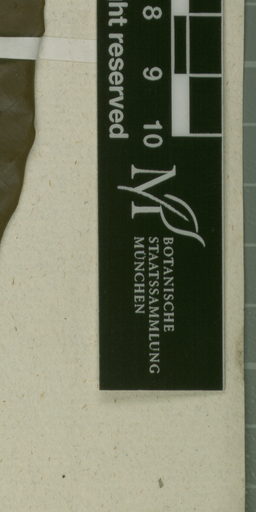 8 9 10
ht reserved
BOTANISCHE
STAATSSAMMLUNG
MÜNCHEN